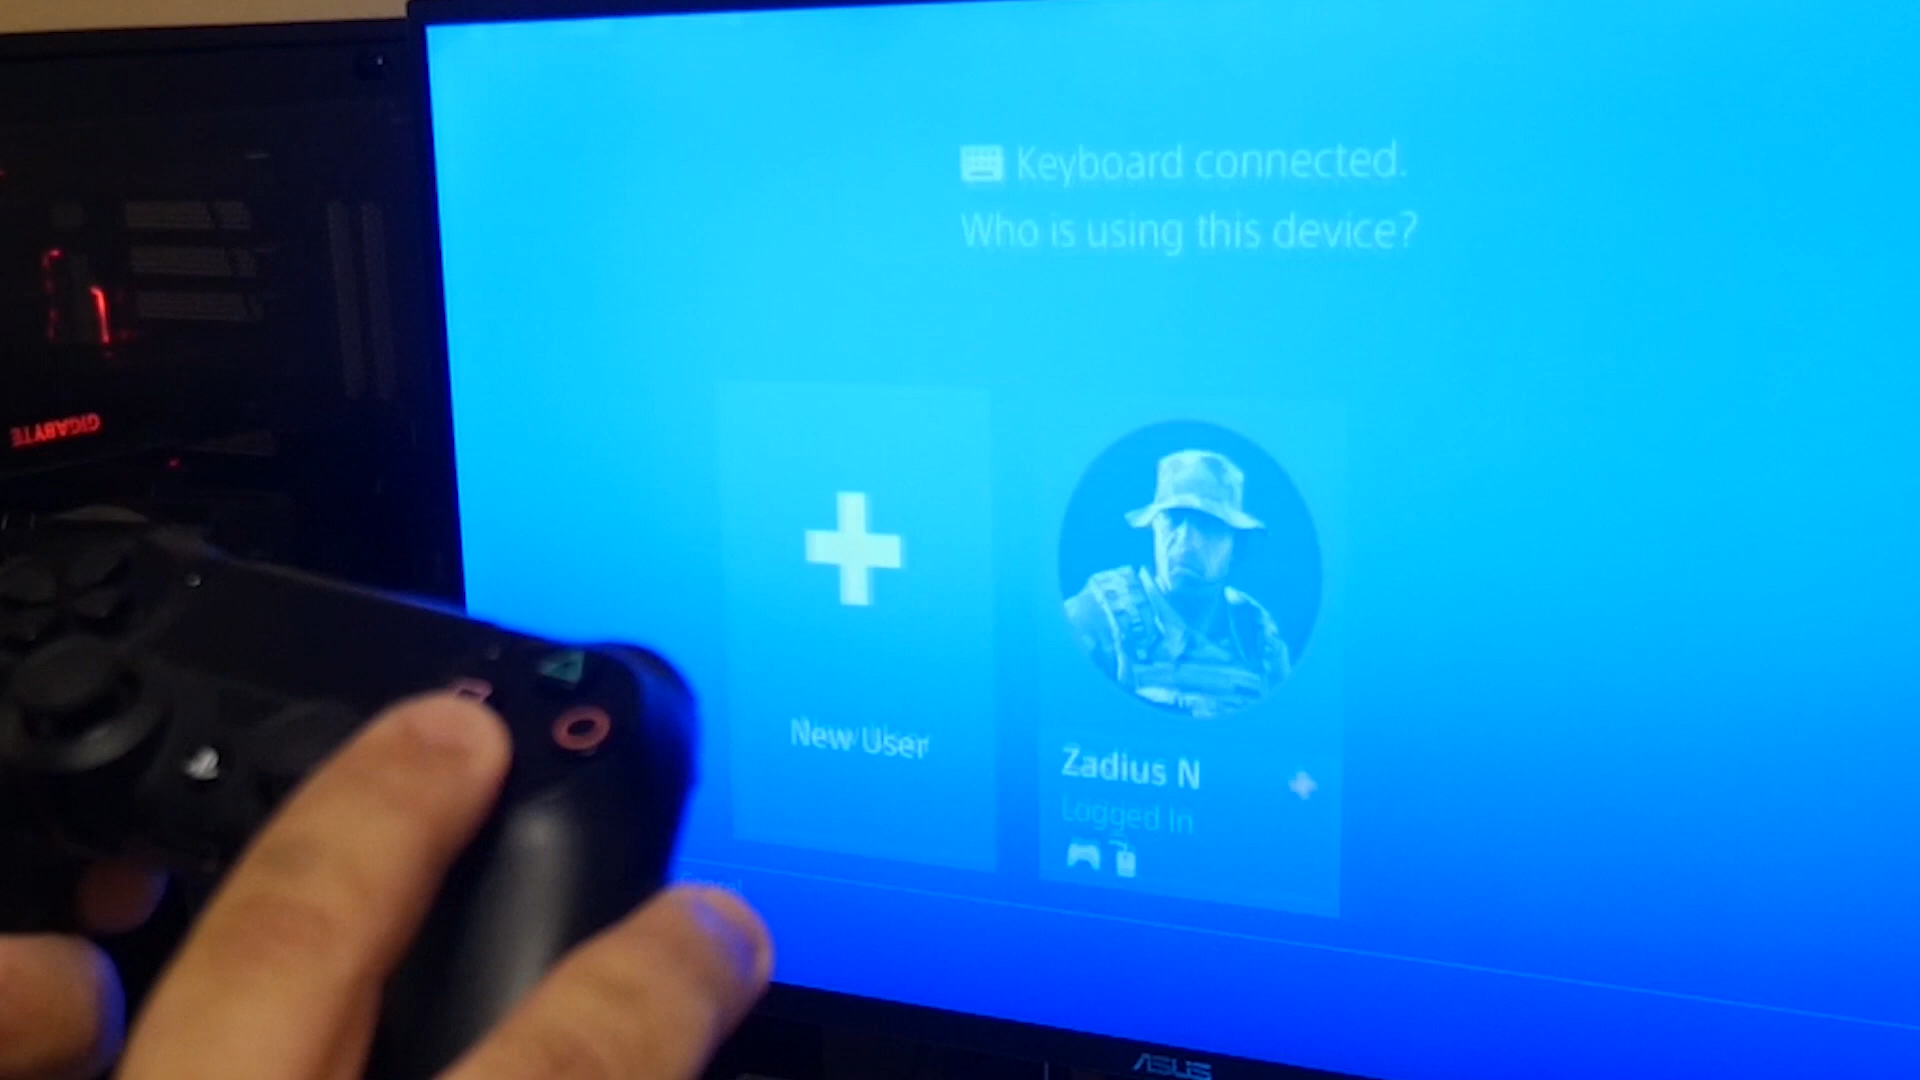 Keyboard connected.
Who is using this device?
New User
Zadius N
Logged In
GIGABYTE
ASUS